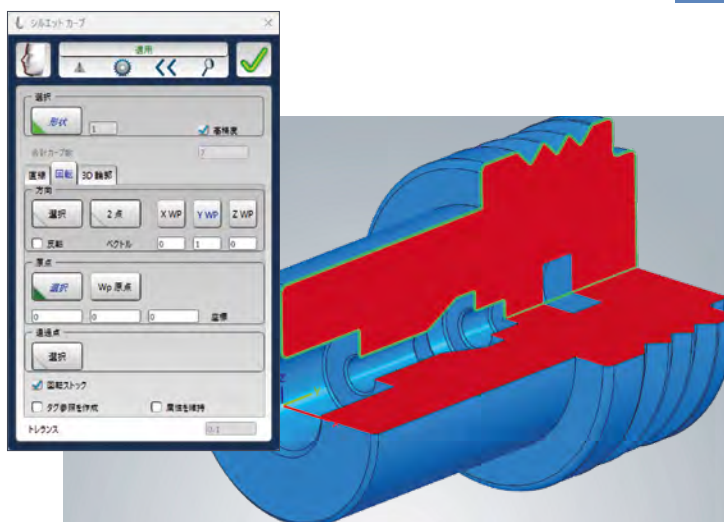 シルエット カーブ
適用
選択
形状 1 高精度
合計カーブ数 7
直線 回転 3D 輪郭
方向
選択 2 点 X WP Y WP Z WP
反転 ベクトル 0 1 0
原点
選択 Wp 原点
0 0 0 座標
通過点
選択
回転ストック
タグ参照を作成 属性を維持
トレランス 0.1
Z